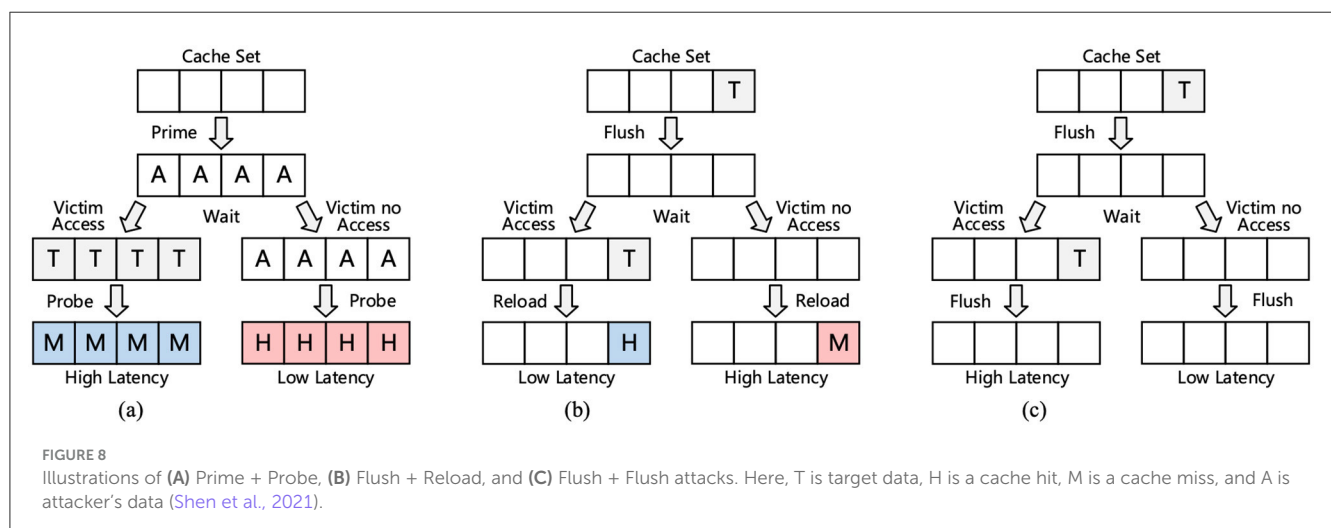 Cache Set
Prime
A A A A
Victim Access
Wait
Victim no Access
T T T T
A A A A
Probe
Probe
M M M M
H H H H
High Latency
Low Latency
(a)
Cache Set
T
Flush
Victim Access
Wait
Victim no Access
T
Reload
Reload
H
M
Low Latency
High Latency
(b)
Cache Set
T
Flush
Victim Access
Wait
Victim no Access
T
Flush
Flush
High Latency
Low Latency
(c)
FIGURE 8
Illustrations of (A) Prime + Probe, (B) Flush + Reload, and (C) Flush + Flush attacks. Here, T is target data, H is a cache hit, M is a cache miss, and A is
attacker's data (Shen et al., 2021).